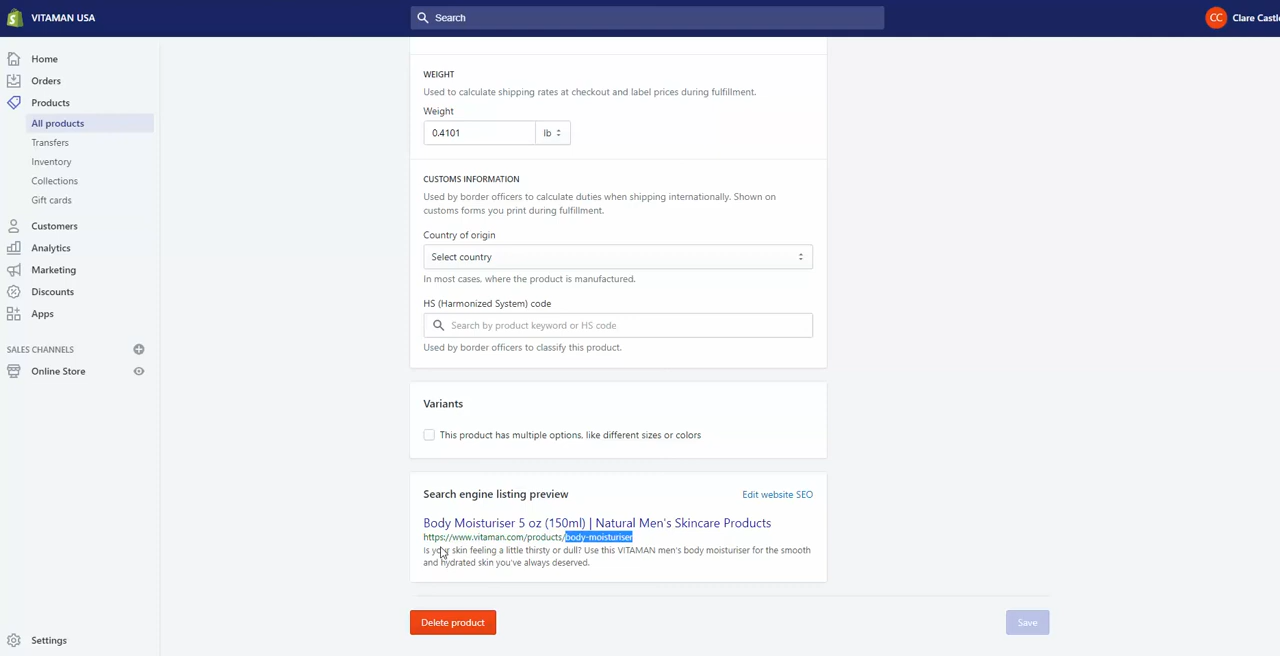 VITAMAN USA
Search
CC Clare Castle
Home
Orders
Products
All products
Transfers
Inventory
Collections
Gift cards
Customers
Analytics
Marketing
Discounts
Apps
SALES CHANNELS
Online Store
Settings
WEIGHT
Used to calculate shipping rates at checkout and label prices during fulfillment.
Weight
0.4101 lb
CUSTOMS INFORMATION
Used by border officers to calculate duties when shipping internationally. Shown on
customs forms you print during fulfillment.
Country of origin
Select country
In most cases, where the product is manufactured.
HS (Harmonized System) code
Search by product keyword or HS code
Used by border officers to classify this product.
Variants
This product has multiple options, like different sizes or colors
Search engine listing preview Edit website SEO
Body Moisturiser 5 oz (150ml) | Natural Men's Skincare Products
https://www.vitaman.com/products/body-moisturiser
Is your skin feeling a little thirsty or dull? Use this VITAMAN men's body moisturiser for the smooth
and hydrated skin you've always deserved.
Delete product Save